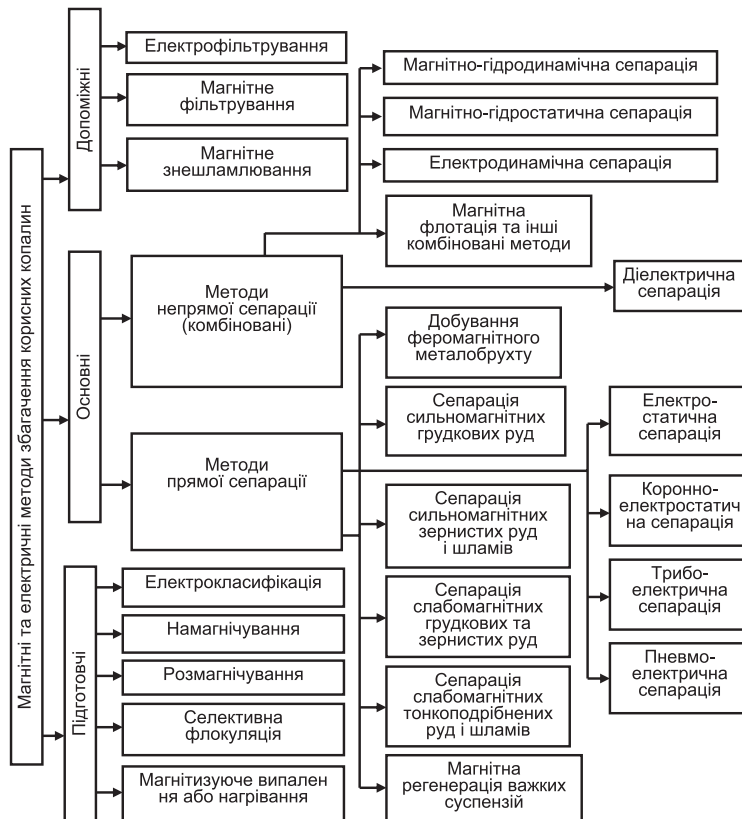 Магнітні та електричні методи збагачення корисних копалин
Допоміжні
Електрофільтрування
Магнітне
фільтрування
Магнітне
знешламлювання
Основні
Методи
непрямої сепарації
(комбіновані)
Магнітно-гідродинамічна сепарація
Магнітно-гідростатична сепарація
Електродинамічна сепарація
Магнітна
флотація та інші
комбіновані методи
Діелектрична
сепарація
Методи
прямої сепарації
Добування
феромагнітного
металобрухту
Сепарація
сильномагнітних
грудкових руд
Сепарація
сильномагнітних
зернистих руд
і шламів
Сепарація
слабомагнітних
грудкових та
зернистих руд
Сепарація
слабомагнітних
тонкоподрібнених
руд і шламів
Магнітна
регенерація важких
суспензій
Електро-
статична
сепарація
Коронно-
електростатич
на сепарація
Трибо-
електрична
сепарація
Пневмо-
електрична
сепарація
Підготовчі
Електрокласифікація
Намагнічування
Розмагнічування
Селективна
флокуляція
Магнітизуюче випален
ня або нагрівання